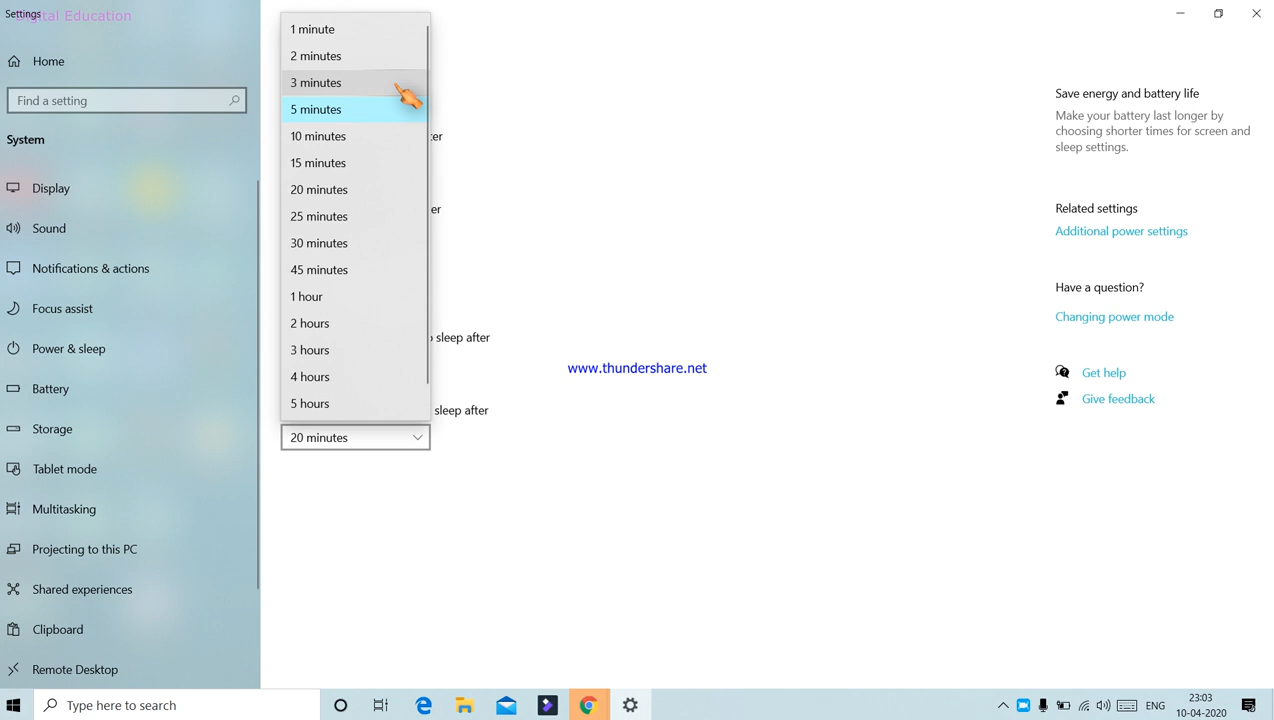 Settings
Digital Education
Home
Find a setting
System
Display
Sound
Notifications & actions
Focus assist
Power & sleep
Battery
Storage
Tablet mode
Multitasking
Projecting to this PC
Shared experiences
Clipboard
Remote Desktop
1 minute
2 minutes
3 minutes
5 minutes
10 minutes
15 minutes
20 minutes
25 minutes
30 minutes
45 minutes
1 hour
2 hours
3 hours
4 hours
5 hours
sleep after
sleep after
20 minutes
www.thundershare.net
Save energy and battery life
Make your battery last longer by
choosing shorter times for screen and
sleep settings.
Related settings
Additional power settings
Have a question?
Changing power mode
Get help
Give feedback
Type here to search
ENG
23:03
10-04-2020